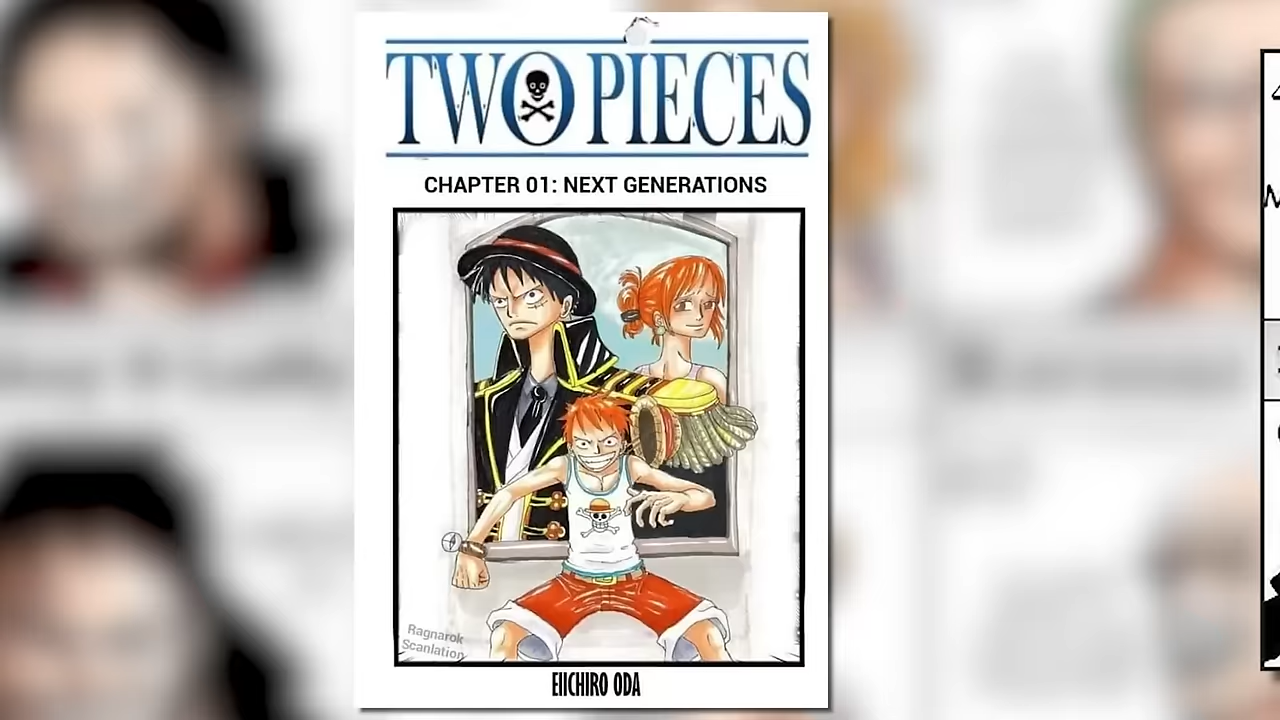 TWO PIECES
CHAPTER 01: NEXT GENERATIONS
Ragnarok
Scanlation
EIICHIRO ODA